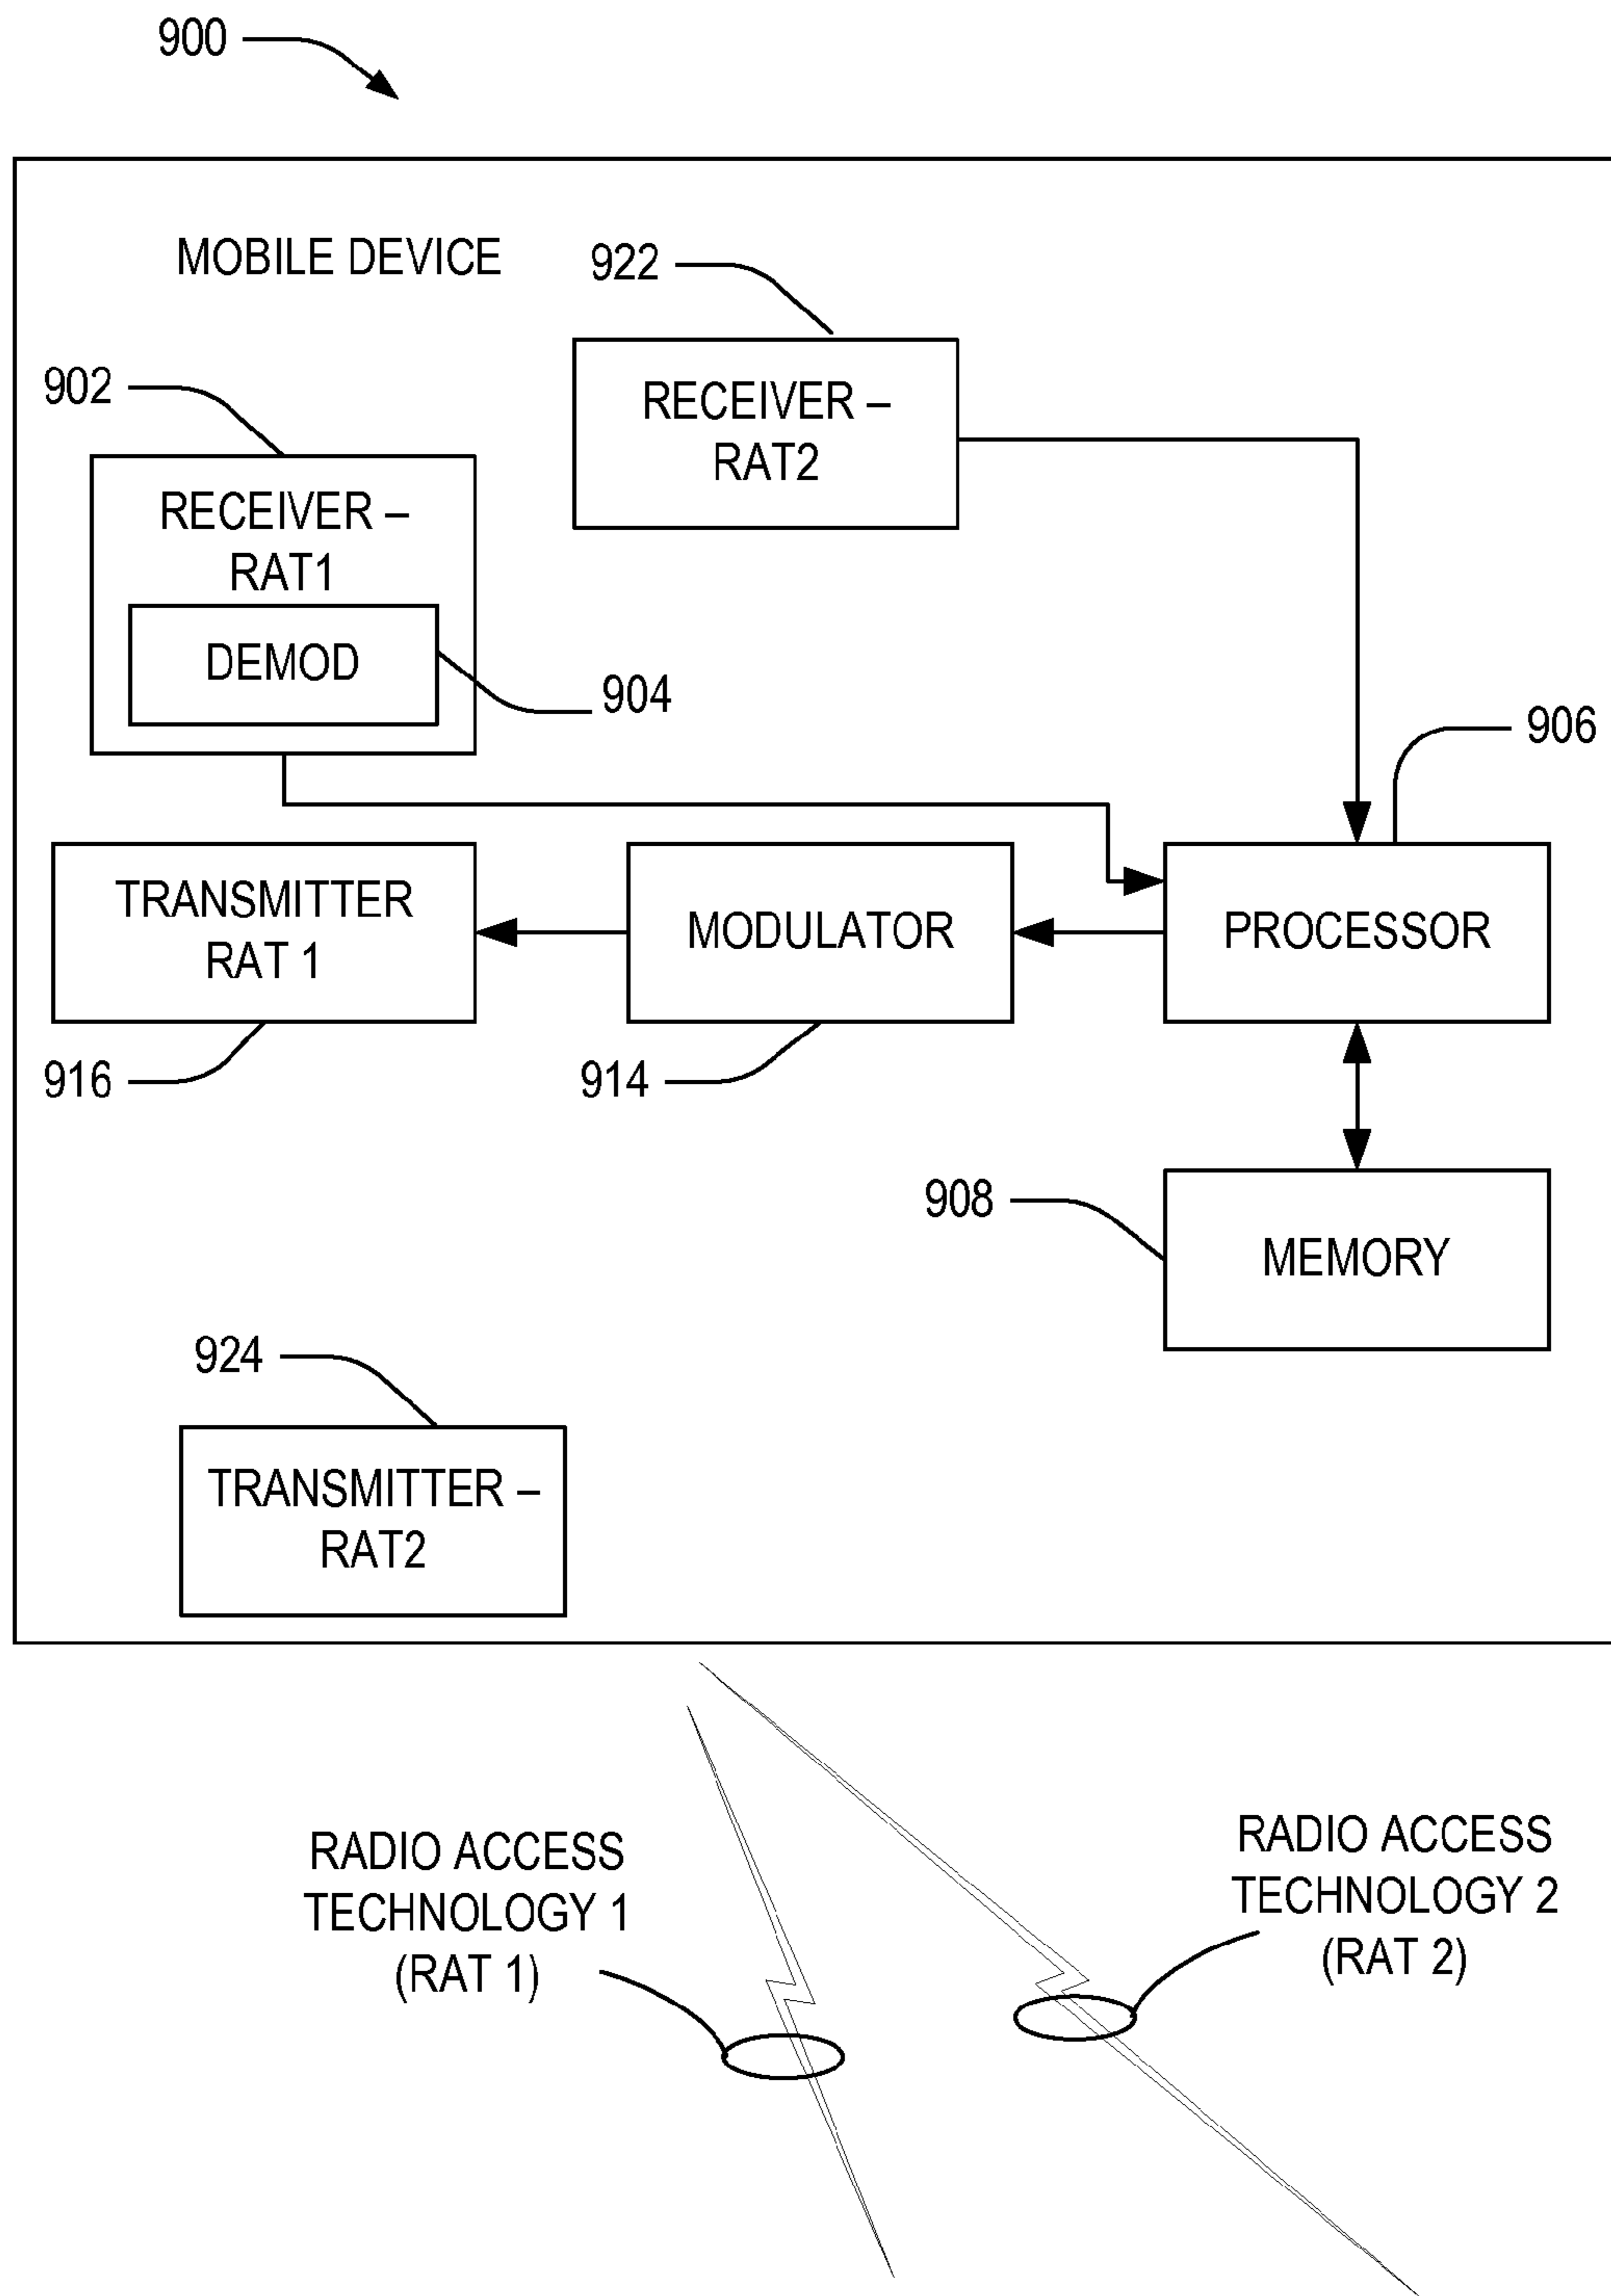 900
MOBILE DEVICE
922
RECEIVER –
RAT2
902
RECEIVER –
RAT1
DEMOD
904
906
TRANSMITTER
RAT 1
MODULATOR
PROCESSOR
916
914
908
MEMORY
924
TRANSMITTER –
RAT2
RADIO ACCESS
TECHNOLOGY 1
(RAT 1)
RADIO ACCESS
TECHNOLOGY 2
(RAT 2)